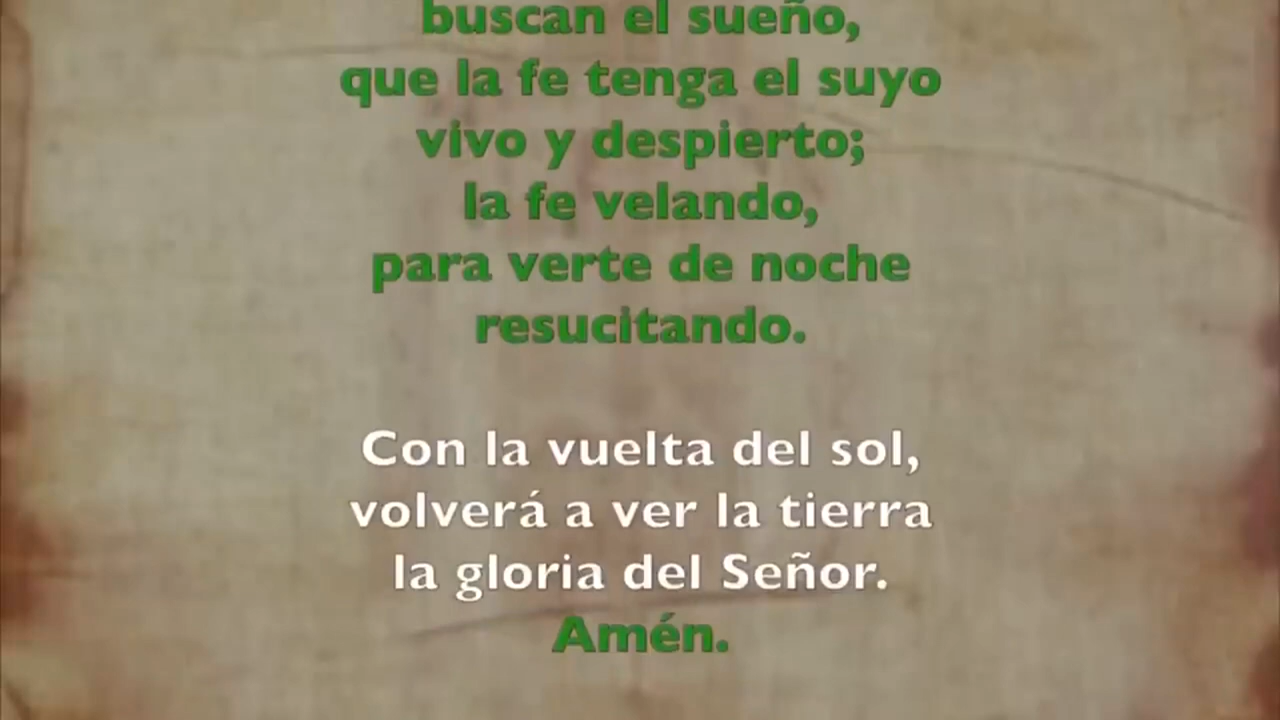 buscan el sueño,
que la fe tenga el suyo
vivo y despierto;
la fe velando,
para verte de noche
resucitando.
Con la vuelta del sol,
volverá a ver la tierra
la gloria del Señor.
Amén.